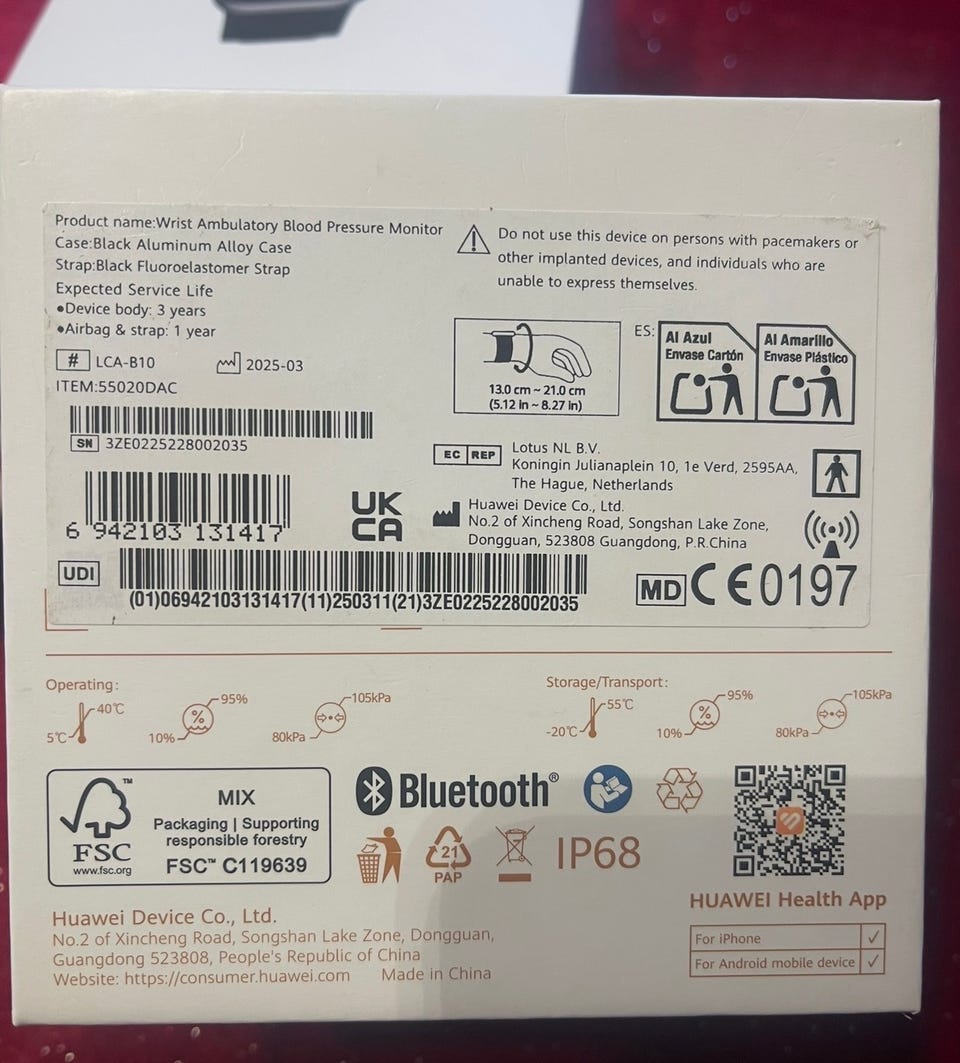 Product name:Wrist Ambulatory Blood Pressure Monitor
Case:Black Aluminum Alloy Case
Strap:Black Fluoroelastomer Strap
Expected Service Life
•Device body: 3 years
•Airbag & strap: 1 year
# LCA-B10 2025-03
ITEM:55020DAC
SN 3ZE0225228002035
6 942103 131417
UK
CA
UDI
(01)06942103131417(11)250311(21)3ZE0225228002035
Do not use this device on persons with pacemakers or
other implanted devices, and individuals who are
unable to express themselves.
13.0 cm ~ 21.0 cm
(5.12 in ~ 8.27 in)
ES:
Al Azul
Envase Cartón
Al Amarillo
Envase Plástico
EC REP
Lotus NL B.V.
Koningin Julianaplein 10, 1e Verd, 2595AA,
The Hague, Netherlands
Huawei Device Co., Ltd.
No.2 of Xincheng Road, Songshan Lake Zone,
Dongguan, 523808 Guangdong, P.R.China
MD CE0197
Operating:
5℃ 40℃
10% % 95%
80kPa 105kPa
Storage/Transport:
-20℃ 55℃
10% % 95%
80kPa 105kPa
FSC™
www.fsc.org
MIX
Packaging | Supporting
responsible forestry
FSC™ C119639
Bluetooth®
21
PAP
IP68
HUAWEI Health App
For iPhone ✓
For Android mobile device ✓
Huawei Device Co., Ltd.
No.2 of Xincheng Road, Songshan Lake Zone, Dongguan,
Guangdong 523808, People's Republic of China
Website: https://consumer.huawei.com Made in China